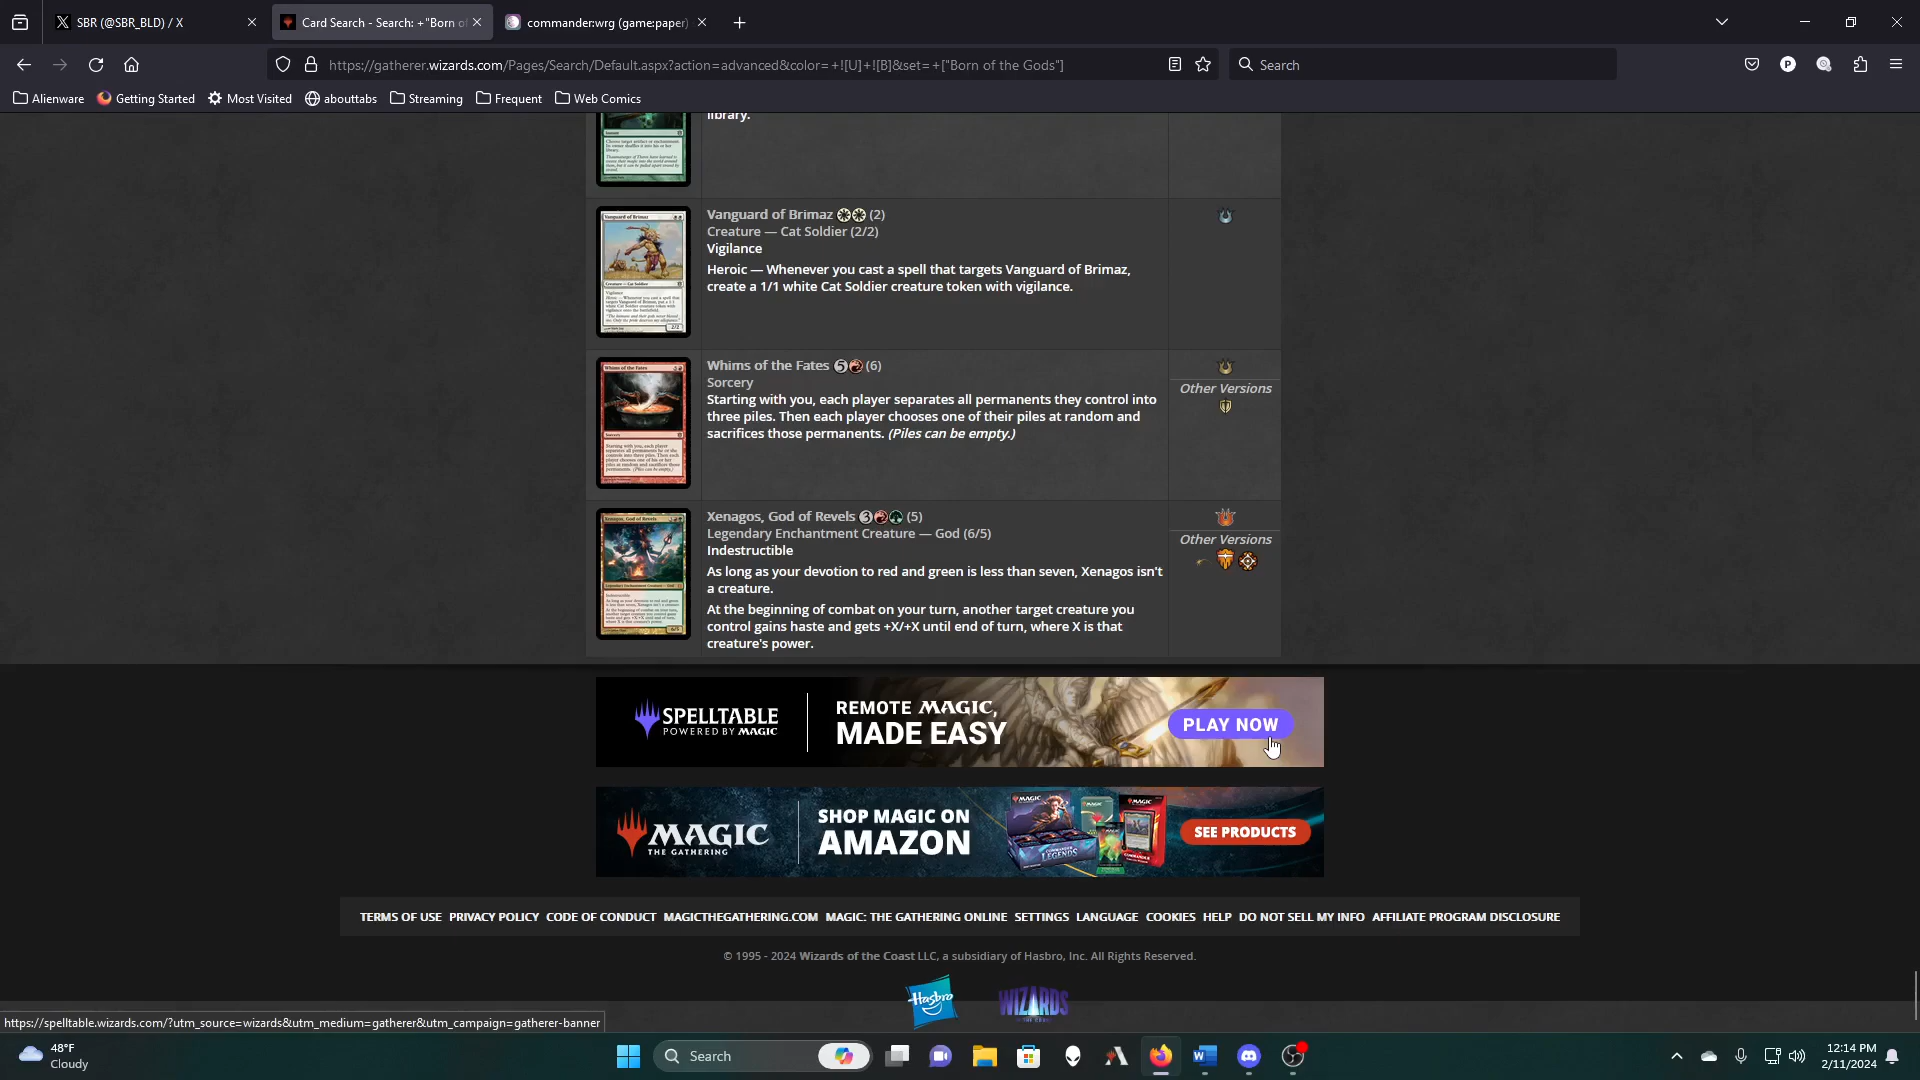 SBR (@SBR_BLD) / X
Card Search - Search: +"Born of
commander:wrg (game:paper)
https://gatherer.wizards.com/Pages/Search/Default.aspx?action=advanced&color=+![U]+![B]&set=+["Born of the Gods"]
Search
Alienware
Getting Started
Most Visited
abouttabs
Streaming
Frequent
Web Comics
library.
Vanguard of Brimaz (2)
Creature — Cat Soldier (2/2)
Vigilance
Heroic — Whenever you cast a spell that targets Vanguard of Brimaz,
create a 1/1 white Cat Soldier creature token with vigilance.
Whims of the Fates 5 (6)
Sorcery
Starting with you, each player separates all permanents they control into
three piles. Then each player chooses one of their piles at random and
sacrifices those permanents. (Piles can be empty.)
Other Versions
Xenagos, God of Revels 3 (5)
Legendary Enchantment Creature — God (6/5)
Indestructible
As long as your devotion to red and green is less than seven, Xenagos isn't
a creature.
At the beginning of combat on your turn, another target creature you
control gains haste and gets +X/+X until end of turn, where X is that
creature's power.
Other Versions
SPELLTABLE
POWERED BY MAGIC
REMOTE MAGIC,
MADE EASY
PLAY NOW
MAGIC
THE GATHERING
SHOP MAGIC ON
AMAZON
SEE PRODUCTS
TERMS OF USE PRIVACY POLICY CODE OF CONDUCT MAGICTHEGATHERING.COM MAGIC: THE GATHERING ONLINE SETTINGS LANGUAGE COOKIES HELP DO NOT SELL MY INFO AFFILIATE PROGRAM DISCLOSURE
© 1995 - 2024 Wizards of the Coast LLC, a subsidiary of Hasbro, Inc. All Rights Reserved.
Hasbro
WIZARDS
https://spelltable.wizards.com/?utm_source=wizards&utm_medium=gatherer&utm_campaign=gatherer-banner
48°F
Cloudy
Search
12:14 PM
2/11/2024